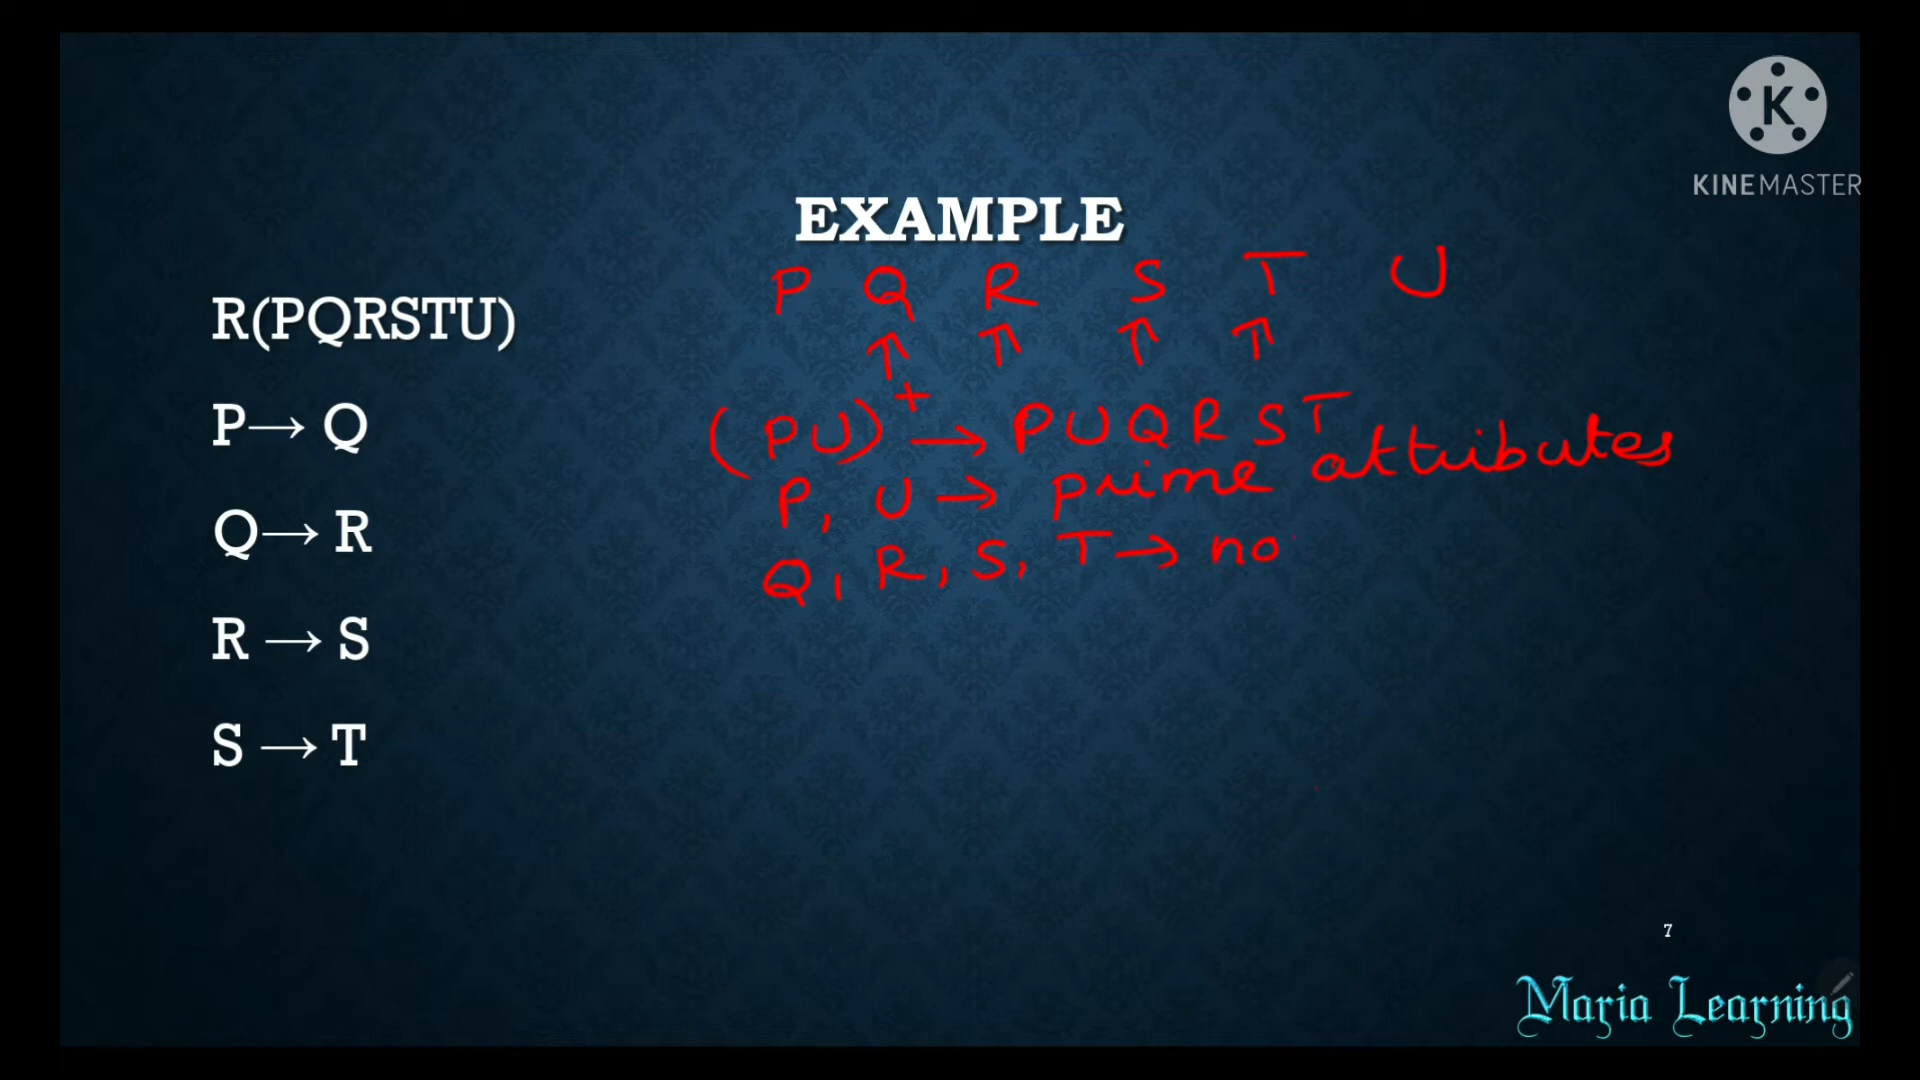 KINEMASTER
EXAMPLE
P Q R S T U
R(PQRSTU)
↑ ↑ ↑ ↑
P→ Q
(PU)⁺ → PUQRST
P, U → prime attributes
Q→ R
Q, R, S, T → no
R → S
S → T
7
Maria Learning